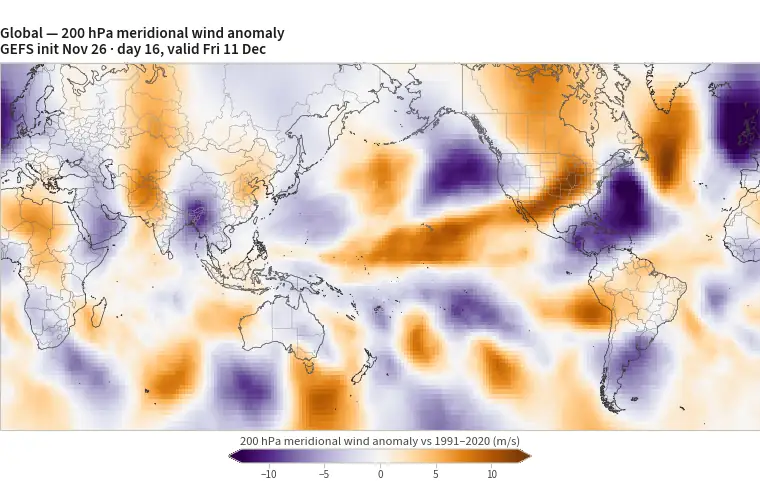 Global — 200 hPa meridional wind anomaly
GEFS init Nov 26 · day 16, valid Fri 11 Dec
200 hPa meridional wind anomaly vs 1991–2020 (m/s)
−10 −5 0 5 10